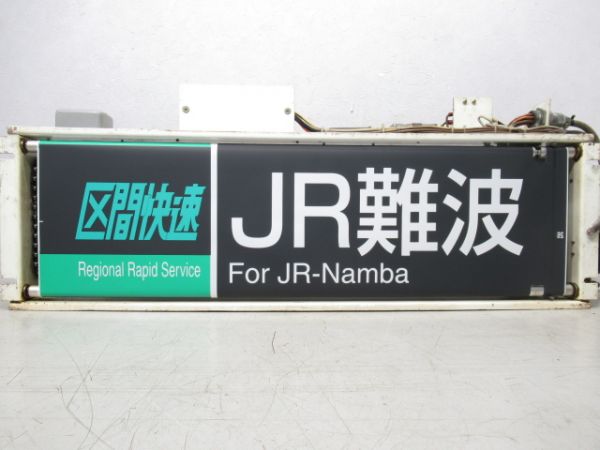 区間快速
Regional Rapid Service
JR難波
For JR-Namba